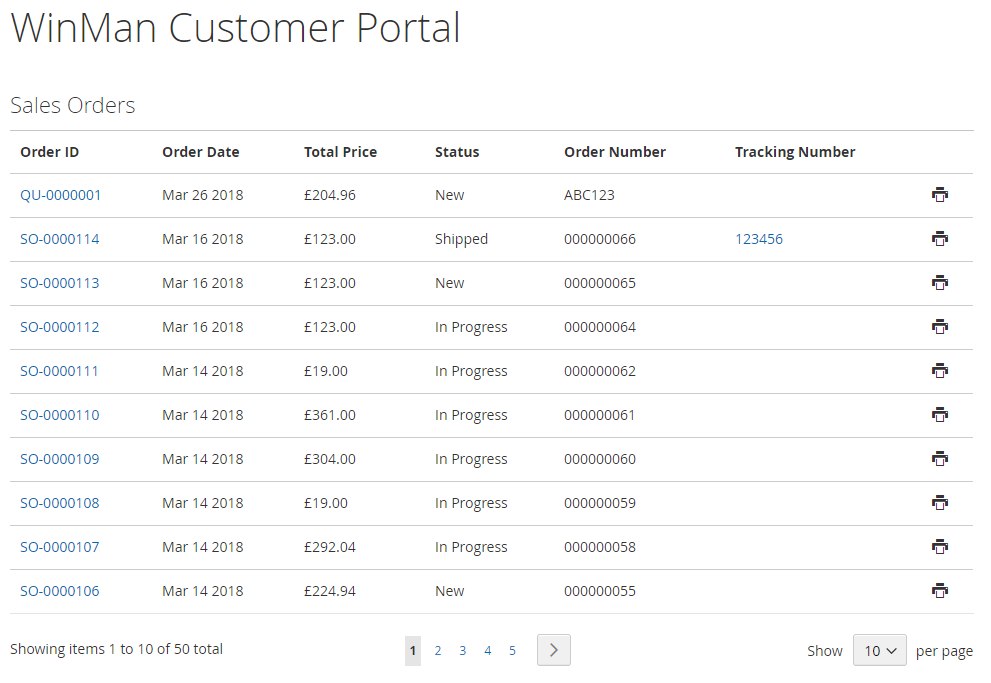 WinMan Customer Portal
Sales Orders
Order ID Order Date Total Price Status Order Number Tracking Number
QU-0000001 Mar 26 2018 £204.96 New ABC123
SO-0000114 Mar 16 2018 £123.00 Shipped 000000066 123456
SO-0000113 Mar 16 2018 £123.00 New 000000065
SO-0000112 Mar 16 2018 £123.00 In Progress 000000064
SO-0000111 Mar 14 2018 £19.00 In Progress 000000062
SO-0000110 Mar 14 2018 £361.00 In Progress 000000061
SO-0000109 Mar 14 2018 £304.00 In Progress 000000060
SO-0000108 Mar 14 2018 £19.00 In Progress 000000059
SO-0000107 Mar 14 2018 £292.04 In Progress 000000058
SO-0000106 Mar 14 2018 £224.94 New 000000055
Showing items 1 to 10 of 50 total 1 2 3 4 5 Show 10 per page